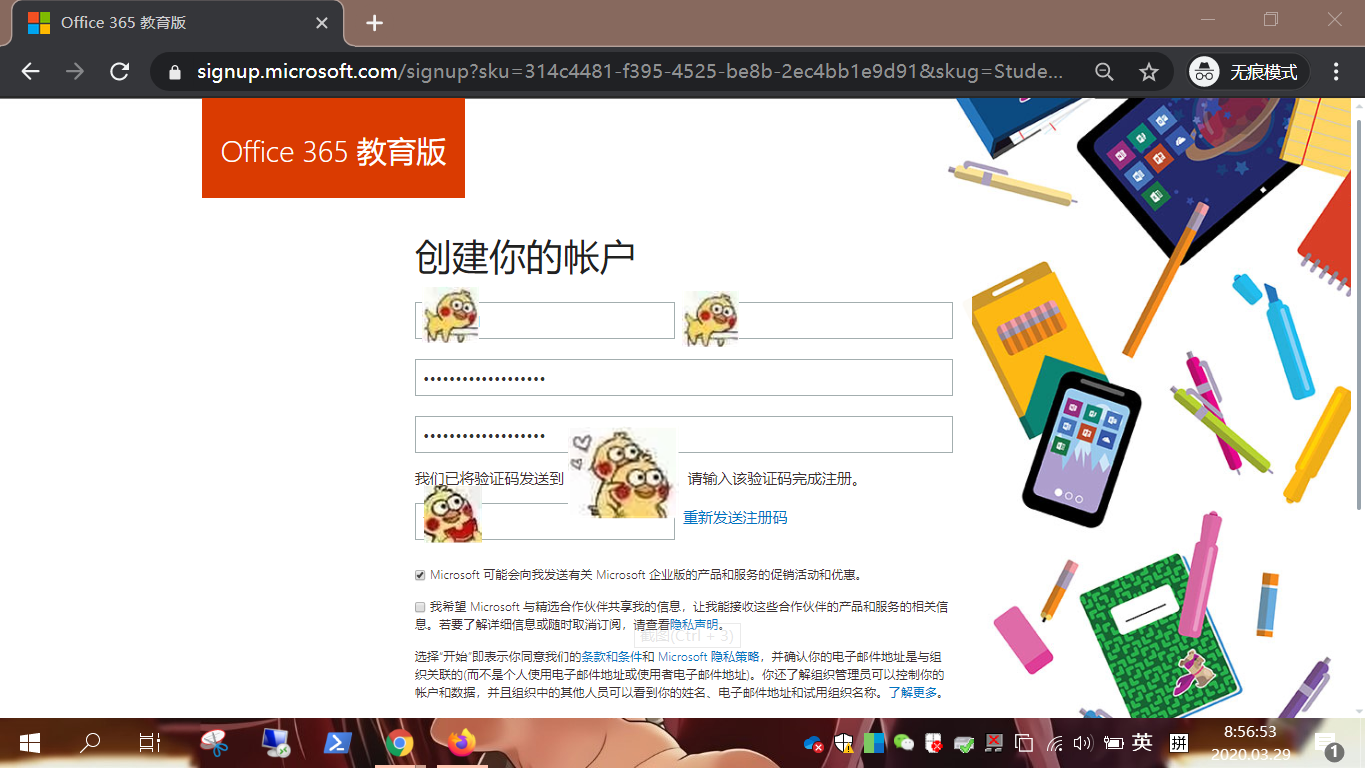 Office 365 教育版
signup.microsoft.com/signup?sku=314c4481-f395-4525-be8b-2ec4bb1e9d91&skug=Stude...
无痕模式
Office 365 教育版
创建你的帐户
我们已将验证码发送到 请输入该验证码完成注册。
重新发送注册码
Microsoft 可能会向我发送有关 Microsoft 企业版的产品和服务的促销活动和优惠。
我希望 Microsoft 与精选合作伙伴共享我的信息，让我能接收这些合作伙伴的产品和服务的相关信
息。若要了解详细信息或随时取消订阅，请查看隐私声明。
截图(Ctrl + 3)
选择"开始"即表示你同意我们的条款和条件和 Microsoft 隐私策略，并确认你的电子邮件地址是与组
织关联的(而不是个人使用电子邮件地址或使用者电子邮件地址)。你还了解组织管理员可以控制你的
帐户和数据，并且组织中的其他人员可以看到你的姓名、电子邮件地址和试用组织名称。了解更多。
英
拼
8:56:53
2020.03.29
1